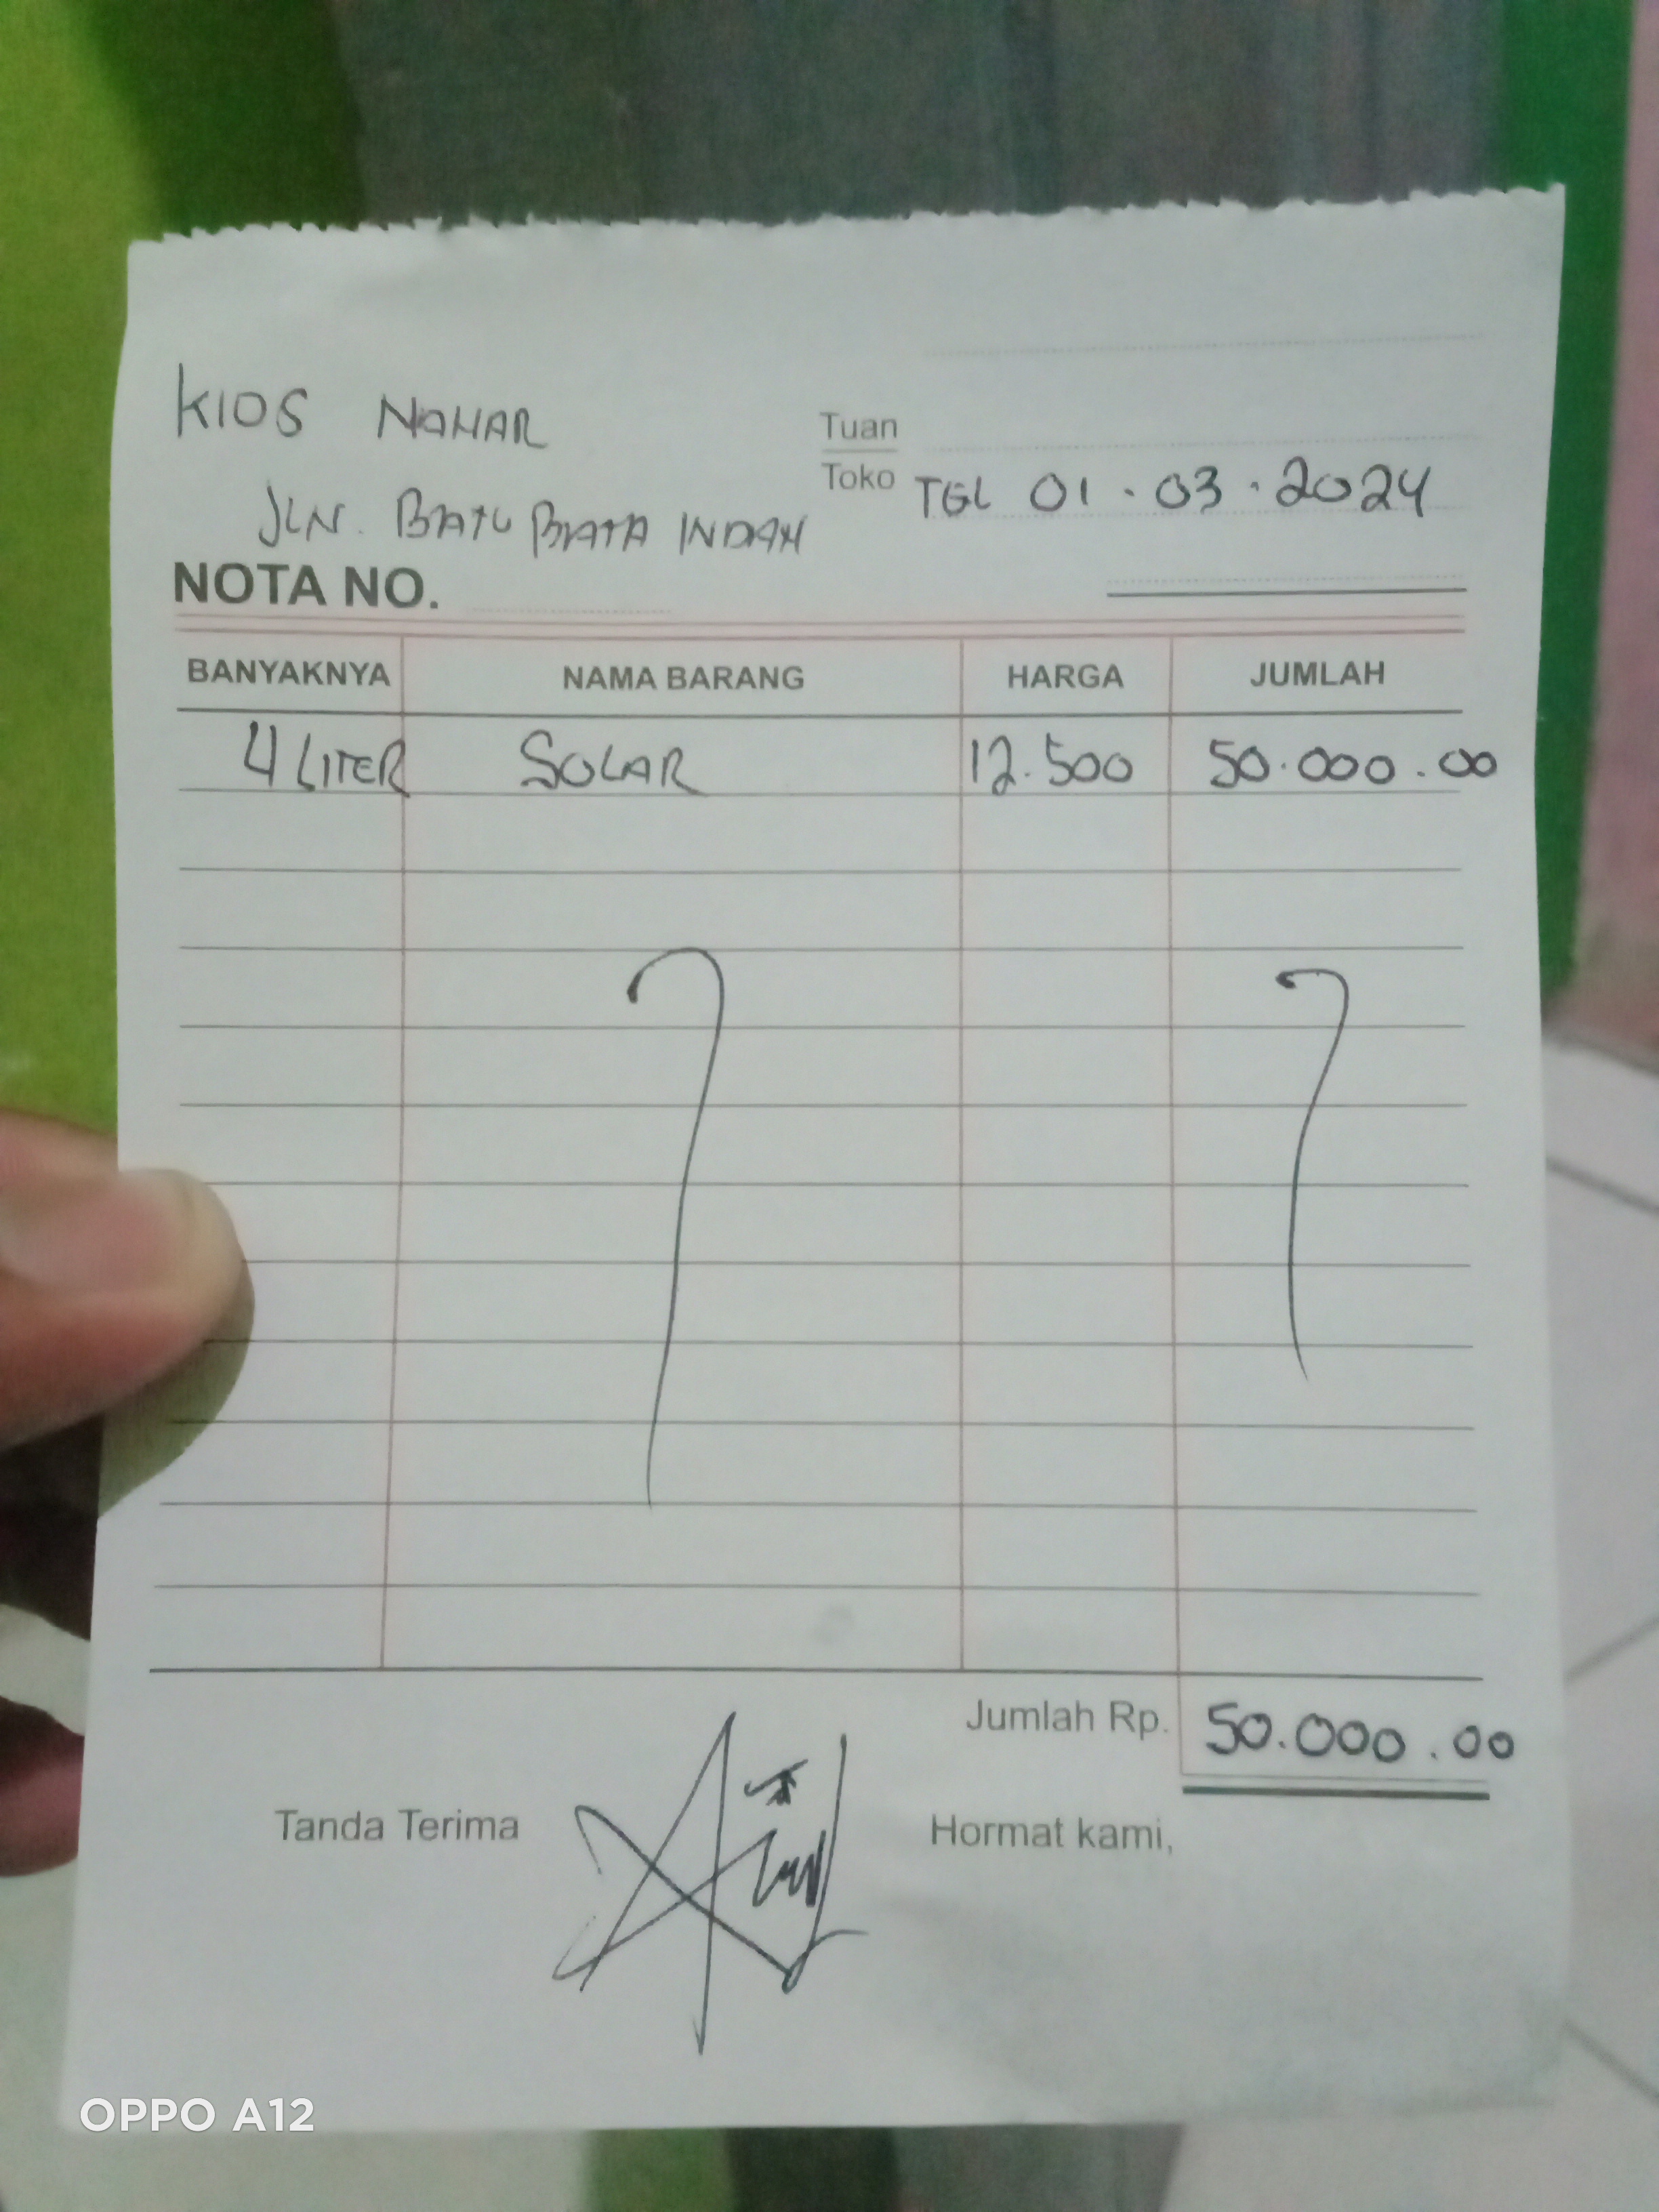 KIOS NAHAR
JLN. BATU BATA INDAH
Tuan
Toko
TGL 01.03.2024
NOTA NO.
BANYAKNYA NAMA BARANG HARGA JUMLAH
4 LITER SOLAR 12.500 50.000.00
Jumlah Rp. 50.000.00
Tanda Terima Hormat kami,
OPPO A12